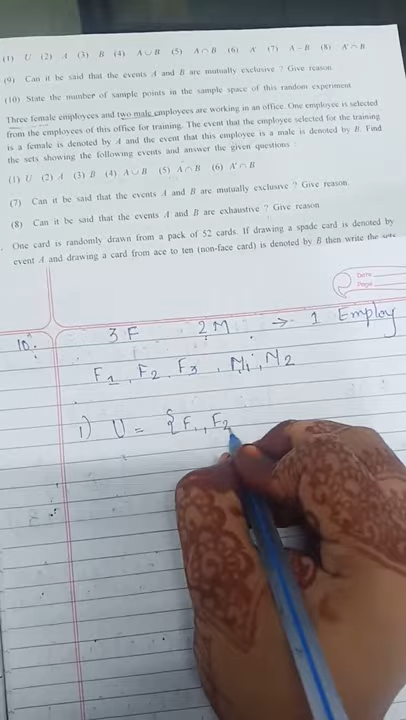 (1) U (2) A (3) B (4) A ∪ B (5) A ∩ B (6) A′ (7) A − B (8) A′ ∩ B
(9) Can it be said that the events A and B are mutually exclusive ? Give reason.
(10) State the number of sample points in the sample space of this random experiment.
Three female employees and two male employees are working in an office. One employee is selected
from the employees of this office for training. The event that the employee selected for the training
is a female is denoted by A and the event that this employee is a male is denoted by B. Find
the sets showing the following events and answer the given questions :
(1) U (2) A (3) B (4) A ∪ B (5) A ∩ B (6) A′ ∩ B
(7) Can it be said that the events A and B are mutually exclusive ? Give reason.
(8) Can it be said that the events A and B are exhaustive ? Give reason.
One card is randomly drawn from a pack of 52 cards. If drawing a spade card is denoted by
event A and drawing a card from ace to ten (non-face card) is denoted by B then write the sets
Date
Page
10. 3 F 2 M → 1 Employ
F1, F2, F3, M1, M2
1) U = { F1, F2